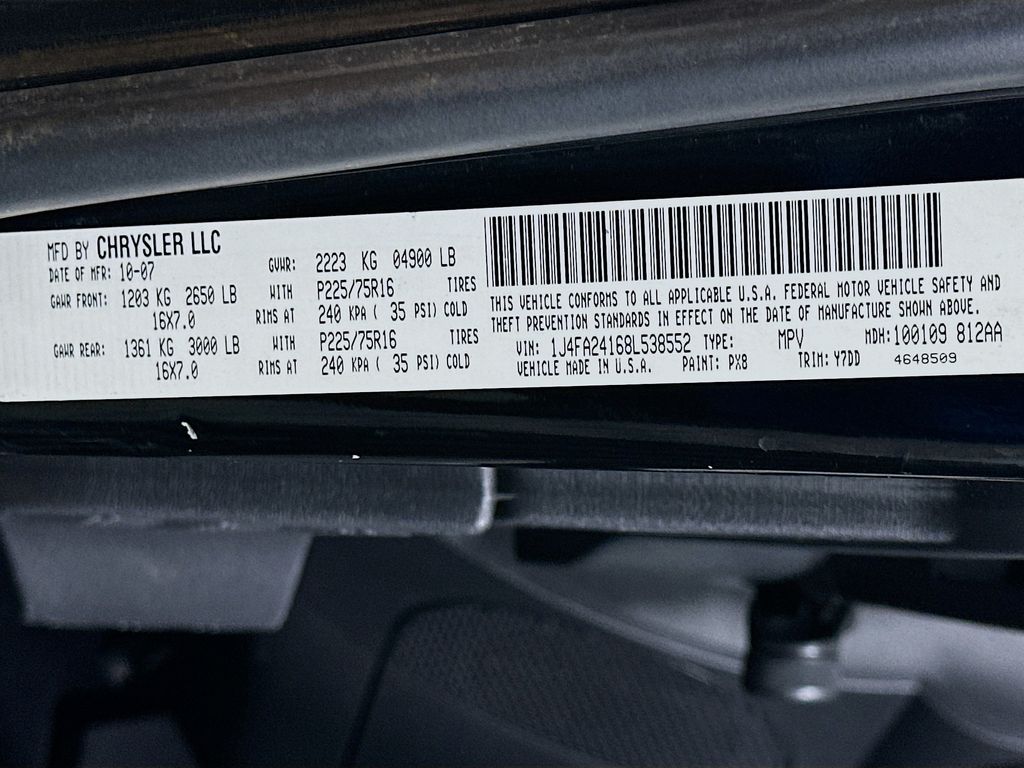 MFD BY CHRYSLER LLC
DATE OF MFR: 10-07
GVWR: 2223 KG 04900 LB
GAWR FRONT: 1203 KG 2650 LB WITH P225/75R16 TIRES
16X7.0 RIMS AT 240 KPA ( 35 PSI) COLD
GAWR REAR: 1361 KG 3000 LB WITH P225/75R16 TIRES
16X7.0 RIMS AT 240 KPA ( 35 PSI) COLD
THIS VEHICLE CONFORMS TO ALL APPLICABLE U.S.A. FEDERAL MOTOR VEHICLE SAFETY AND
THEFT PREVENTION STANDARDS IN EFFECT ON THE DATE OF MANUFACTURE SHOWN ABOVE.
VIN: 1J4FA24168L538552 TYPE: MPV MDH:100109 812AA
VEHICLE MADE IN U.S.A. PAINT: PX8 TRIM: Y7DD 4648509